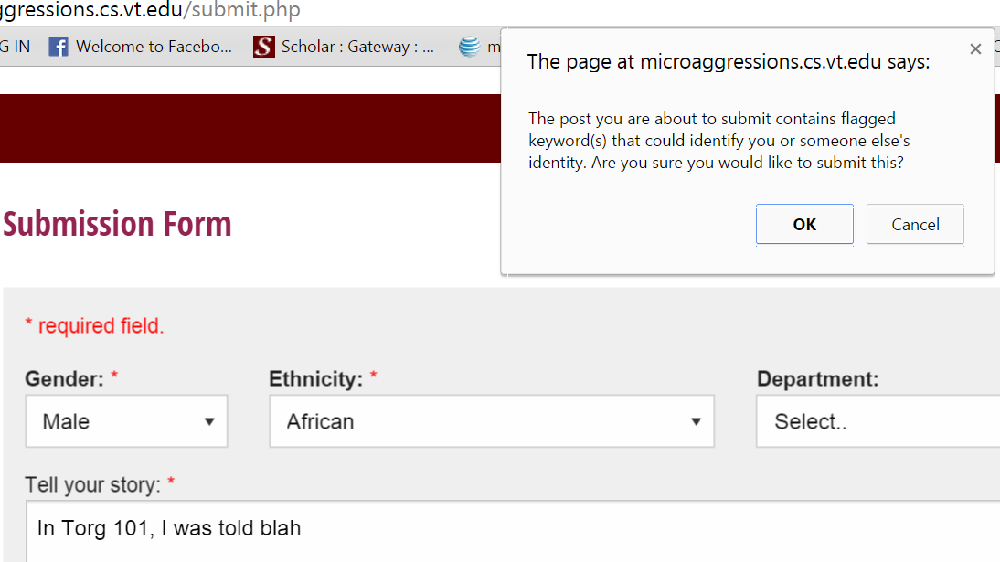 ggressions.cs.vt.edu/submit.php
G IN Welcome to Facebo... S Scholar : Gateway : ... m
The page at microaggressions.cs.vt.edu says:
The post you are about to submit contains flagged
keyword(s) that could identify you or someone else's
identity. Are you sure you would like to submit this?
OK Cancel
Submission Form
* required field.
Gender: * Ethnicity: * Department:
Male African Select..
Tell your story: *
In Torg 101, I was told blah